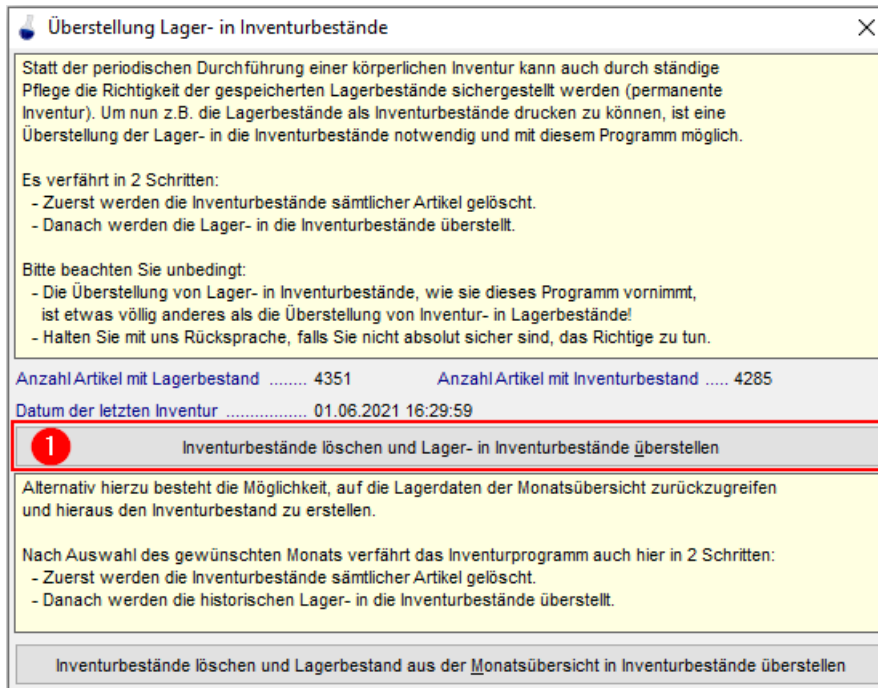 Überstellung Lager- in Inventurbestände
Statt der periodischen Durchführung einer körperlichen Inventur kann auch durch ständige
Pflege die Richtigkeit der gespeicherten Lagerbestände sichergestellt werden (permanente
Inventur). Um nun z.B. die Lagerbestände als Inventurbestände drucken zu können, ist eine
Überstellung der Lager- in die Inventurbestände notwendig und mit diesem Programm möglich.
Es verfährt in 2 Schritten:
- Zuerst werden die Inventurbestände sämtlicher Artikel gelöscht.
- Danach werden die Lager- in die Inventurbestände überstellt.
Bitte beachten Sie unbedingt:
- Die Überstellung von Lager- in Inventurbestände, wie sie dieses Programm vornimmt,
ist etwas völlig anderes als die Überstellung von Inventur- in Lagerbestände!
- Halten Sie mit uns Rücksprache, falls Sie nicht absolut sicher sind, das Richtige zu tun.
Anzahl Artikel mit Lagerbestand ........ 4351 Anzahl Artikel mit Inventurbestand ..... 4285
Datum der letzten Inventur ................. 01.06.2021 16:29:59
1 Inventurbestände löschen und Lager- in Inventurbestände überstellen
Alternativ hierzu besteht die Möglichkeit, auf die Lagerdaten der Monatsübersicht zurückzugreifen
und hieraus den Inventurbestand zu erstellen.
Nach Auswahl des gewünschten Monats verfährt das Inventurprogramm auch hier in 2 Schritten:
- Zuerst werden die Inventurbestände sämtlicher Artikel gelöscht.
- Danach werden die historischen Lager- in die Inventurbestände überstellt.
Inventurbestände löschen und Lagerbestand aus der Monatsübersicht in Inventurbestände überstellen